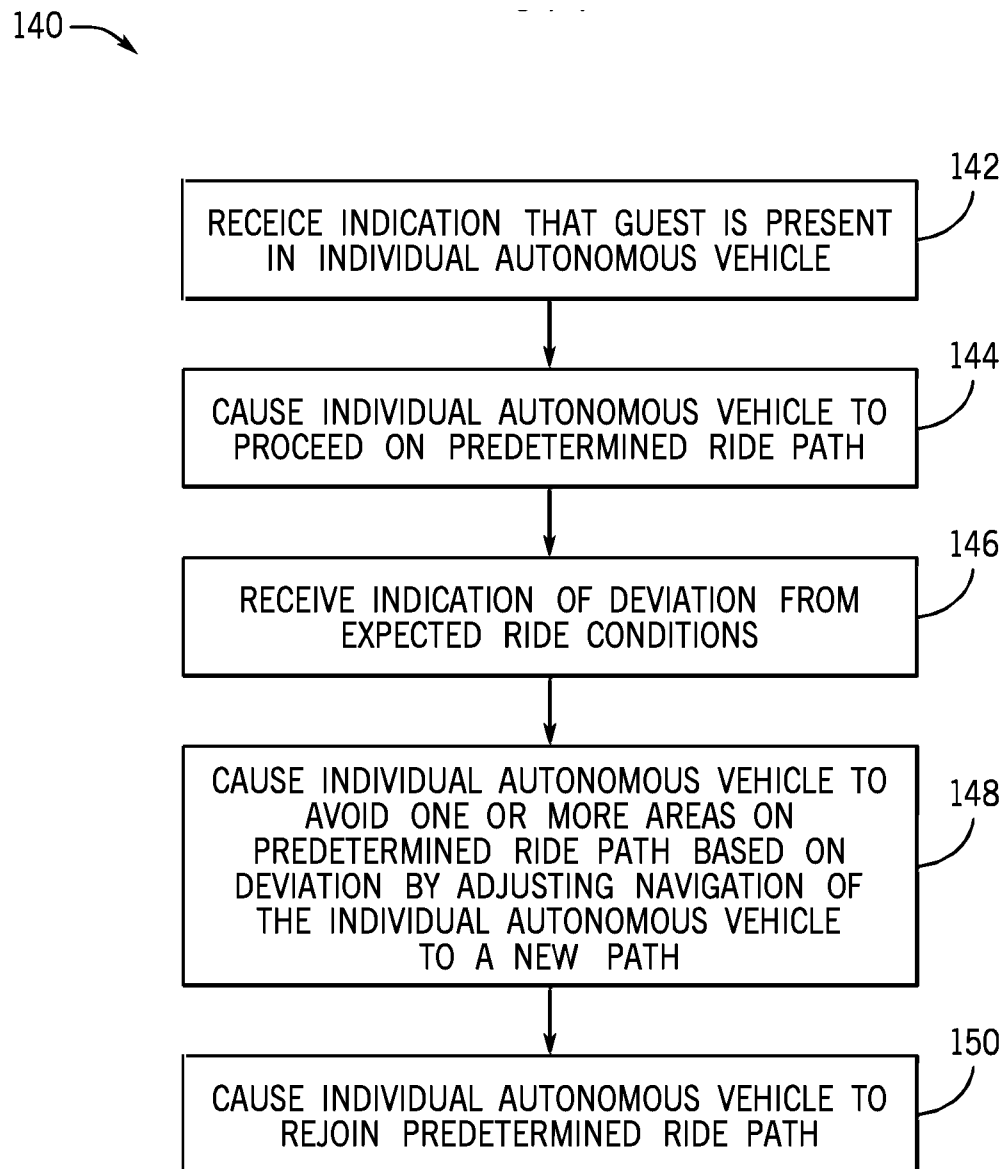 140
142
RECEICE INDICATION THAT GUEST IS PRESENT
IN INDIVIDUAL AUTONOMOUS VEHICLE
144
CAUSE INDIVIDUAL AUTONOMOUS VEHICLE TO
PROCEED ON PREDETERMINED RIDE PATH
146
RECEIVE INDICATION OF DEVIATION FROM
EXPECTED RIDE CONDITIONS
148
CAUSE INDIVIDUAL AUTONOMOUS VEHICLE TO
AVOID ONE OR MORE AREAS ON
PREDETERMINED RIDE PATH BASED ON
DEVIATION BY ADJUSTING NAVIGATION OF
THE INDIVIDUAL AUTONOMOUS VEHICLE
TO A NEW PATH
150
CAUSE INDIVIDUAL AUTONOMOUS VEHICLE TO
REJOIN PREDETERMINED RIDE PATH